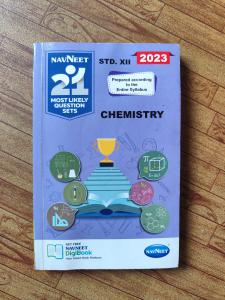 NAVNEET
21
MOST LIKELY
QUESTION
SETS
STD. XII
2023
Prepared according
to the
Entire Syllabus
CHEMISTRY
GET FREE
NAVNEET
DigiBook
NAVNEET